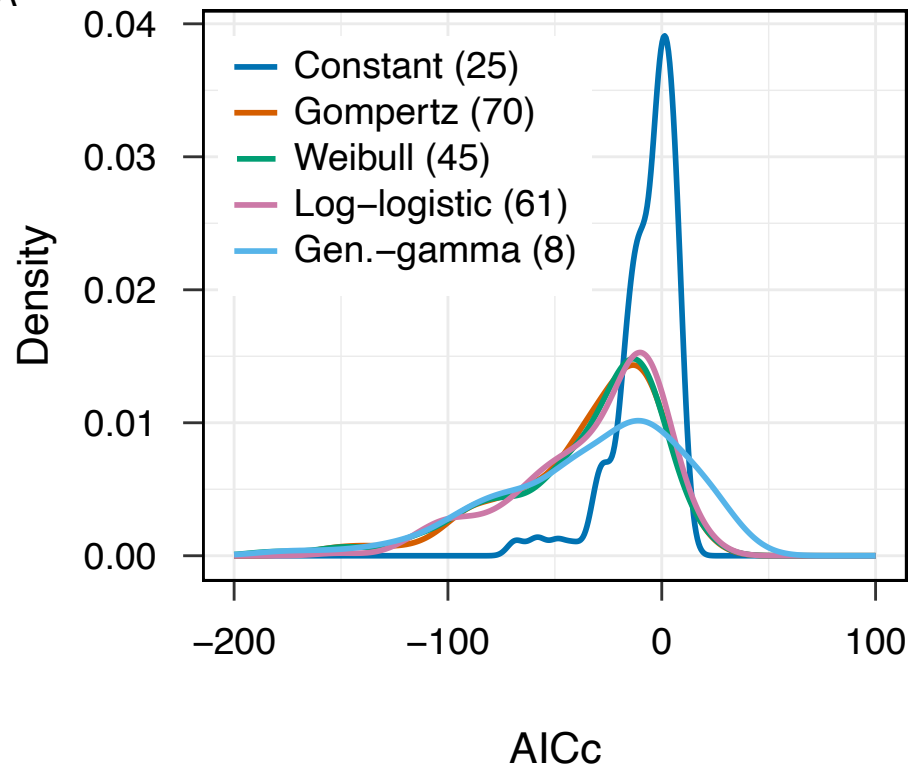 0.04
0.03
0.02
0.01
0.00
Density
Constant (25)
Gompertz (70)
Weibull (45)
Log−logistic (61)
Gen.−gamma (8)
−200 −100 0 100
AICc